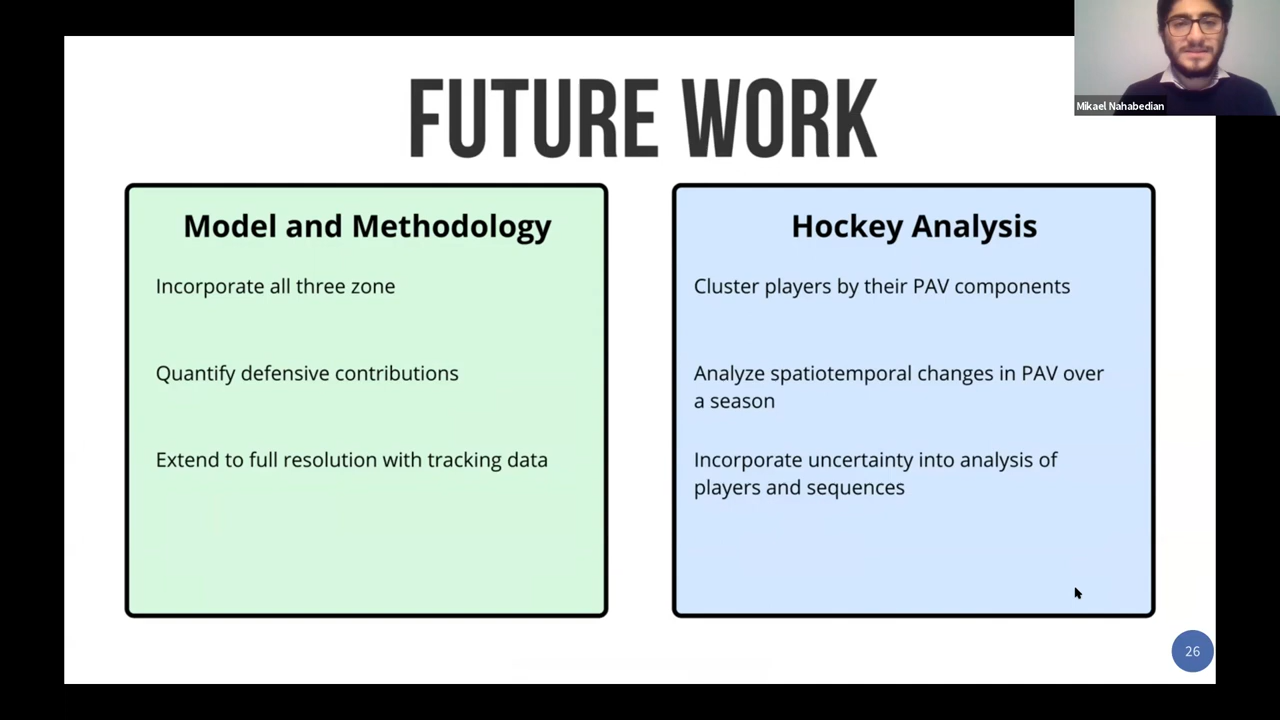 Mikael Nahabedian
FUTURE WORK
Model and Methodology
Incorporate all three zone
Quantify defensive contributions
Extend to full resolution with tracking data
Hockey Analysis
Cluster players by their PAV components
Analyze spatiotemporal changes in PAV over
a season
Incorporate uncertainty into analysis of
players and sequences
26